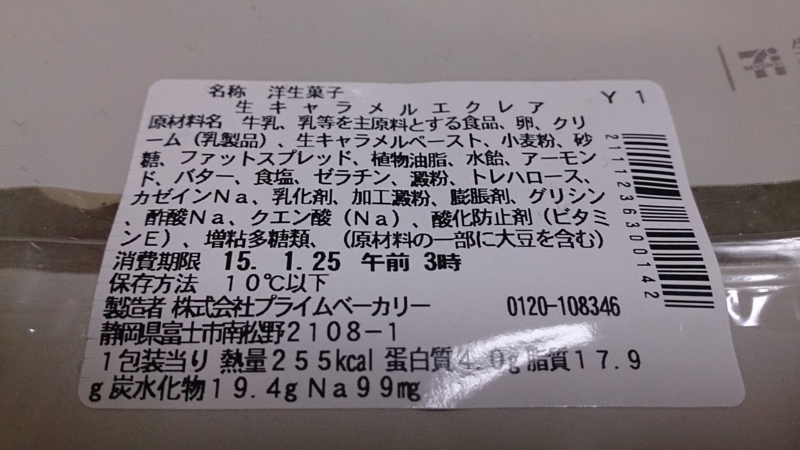 名称 洋生菓子
生キャラメルエクレア
Y1
原材料名 牛乳、乳等を主原料とする食品、卵、クリ
ーム(乳製品)、生キャラメルペースト、小麦粉、砂
糖、ファットスプレッド、植物油脂、水飴、アーモン
ド、バター、食塩、ゼラチン、澱粉、トレハロース、
カゼインNa、乳化剤、加工澱粉、膨脹剤、グリシン
、酢酸Na、クエン酸(Na)、酸化防止剤(ビタミ
ンE)、増粘多糖類、(原材料の一部に大豆を含む)
消費期限 15. 1.25 午前 3時
保存方法 10℃以下
製造者 株式会社プライムベーカリー 0120-108346
静岡県富士市南松野2108-1
1包装当り 熱量255kcal 蛋白質4.0g脂質17.9
g炭水化物19.4gNa99mg
2111123630014 2